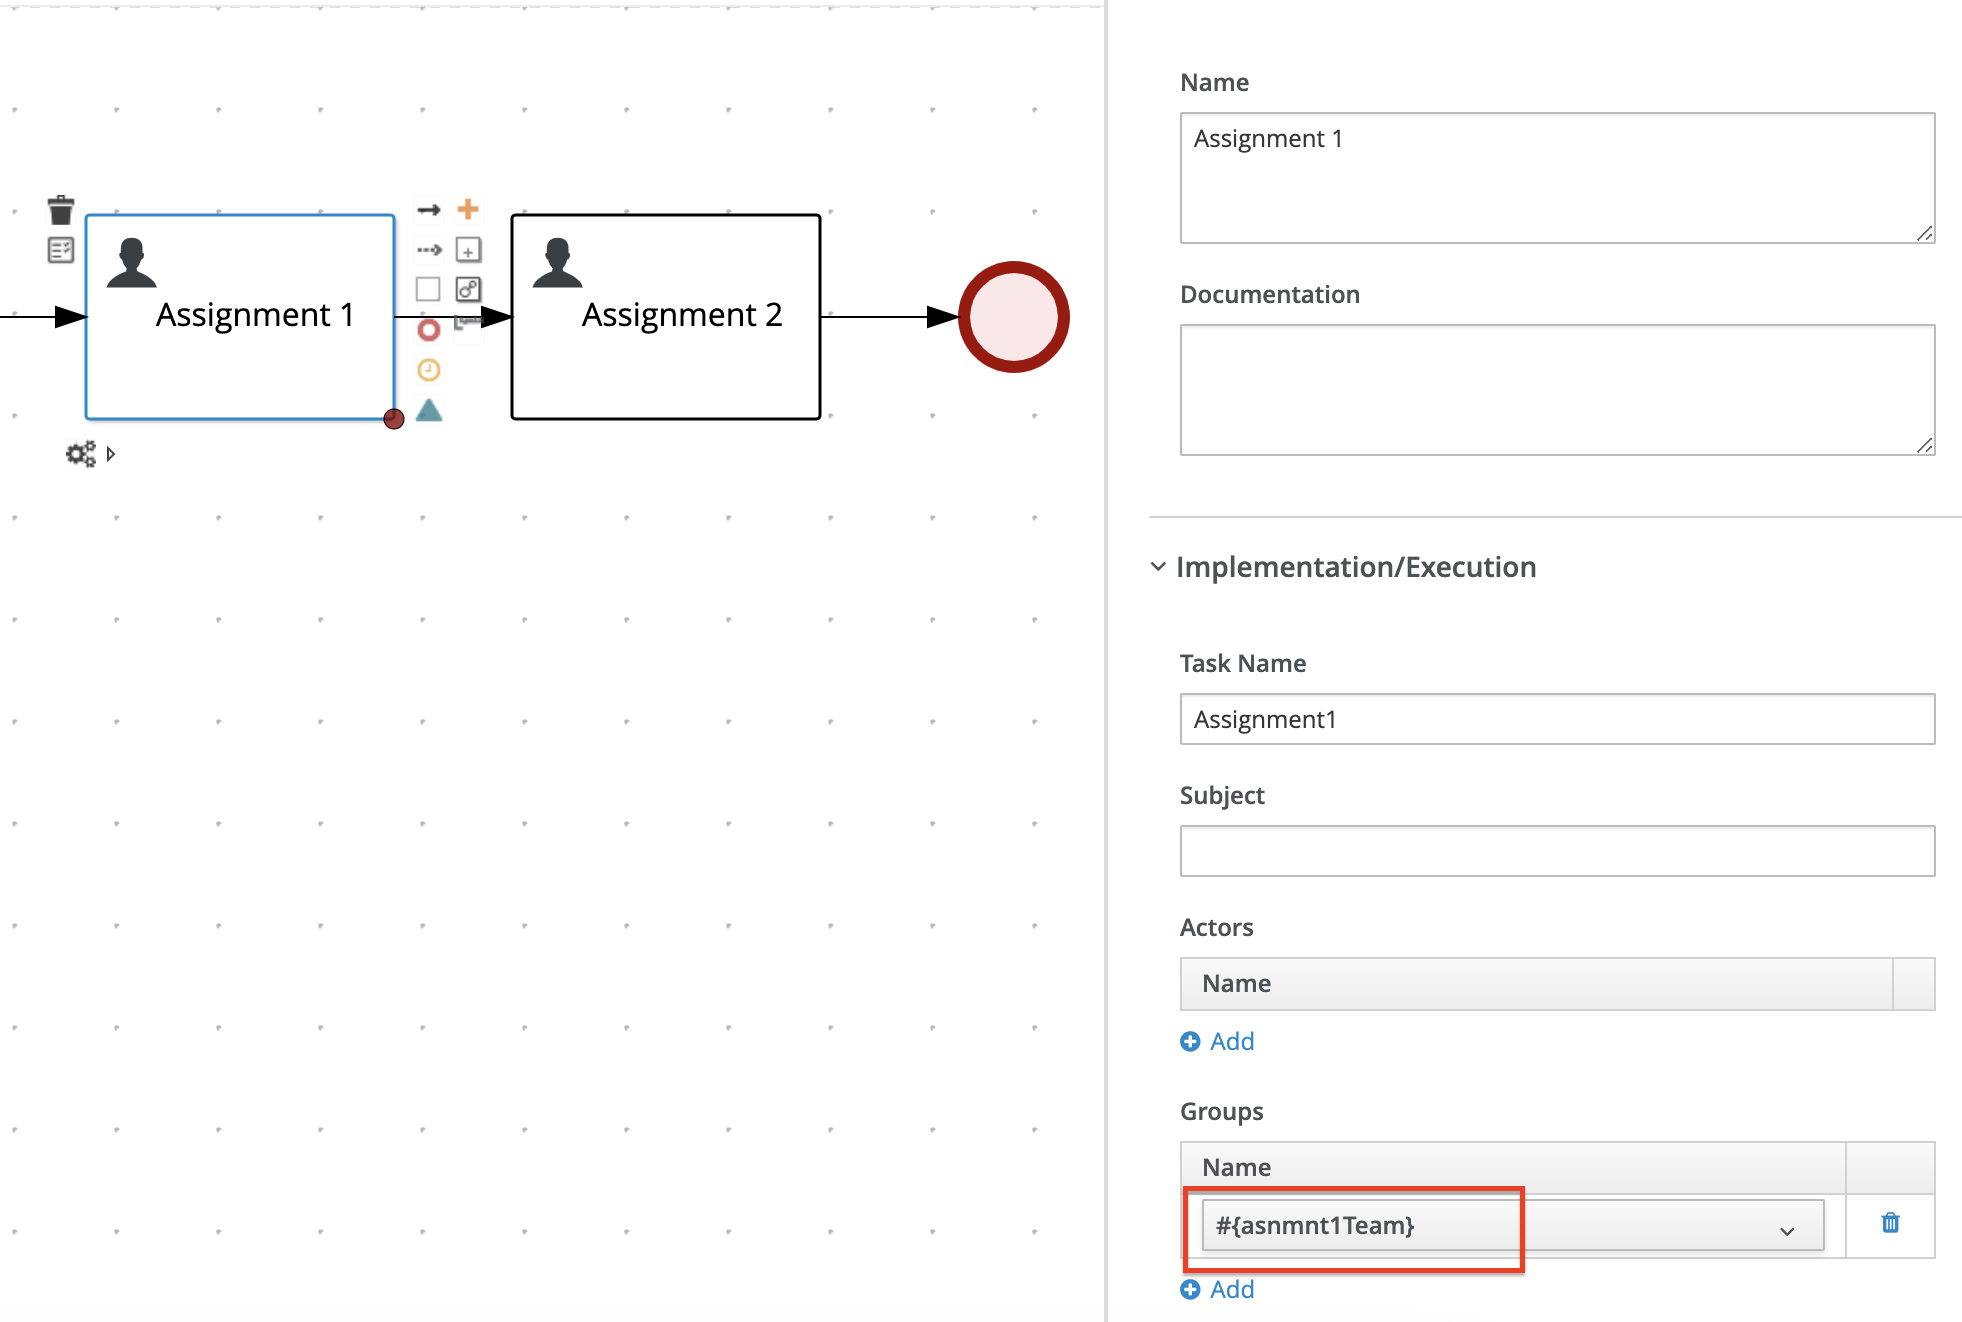 Assignment 1
Assignment 2
Name
Assignment 1
Documentation
Implementation/Execution
Task Name
Assignment1
Subject
Actors
Name
Add
Groups
Name
#{asnmnt1Team}
Add